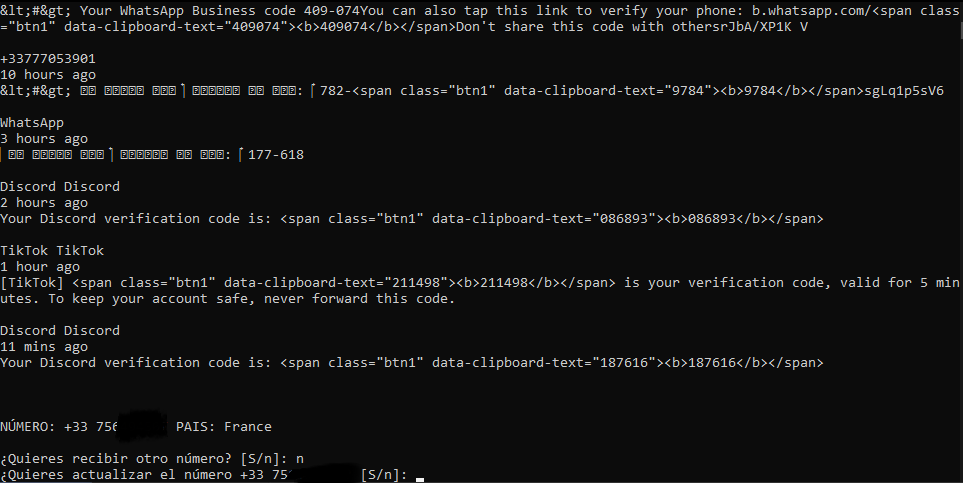 &lt;#&gt; Your WhatsApp Business code 409-074You can also tap this link to verify your phone: b.whatsapp.com/<span class
="btn1" data-clipboard-text="409074"><b>409074</b></span>Don't share this code with othersrJbA/XP1K V
+33777053901
10 hours ago
&lt;#&gt; 782-<span class="btn1" data-clipboard-text="9784"><b>9784</b></span>sgLq1p5sV6
WhatsApp
3 hours ago
: 177-618
Discord Discord
2 hours ago
Your Discord verification code is: <span class="btn1" data-clipboard-text="086893"><b>086893</b></span>
TikTok TikTok
1 hour ago
[TikTok] <span class="btn1" data-clipboard-text="211498"><b>211498</b></span> is your verification code, valid for 5 min
utes. To keep your account safe, never forward this code.
Discord Discord
11 mins ago
Your Discord verification code is: <span class="btn1" data-clipboard-text="187616"><b>187616</b></span>
NÚMERO: +33 756 PAIS: France
¿Quieres recibir otro número? [S/n]: n
¿Quieres actualizar el número +33 75 [S/n]: